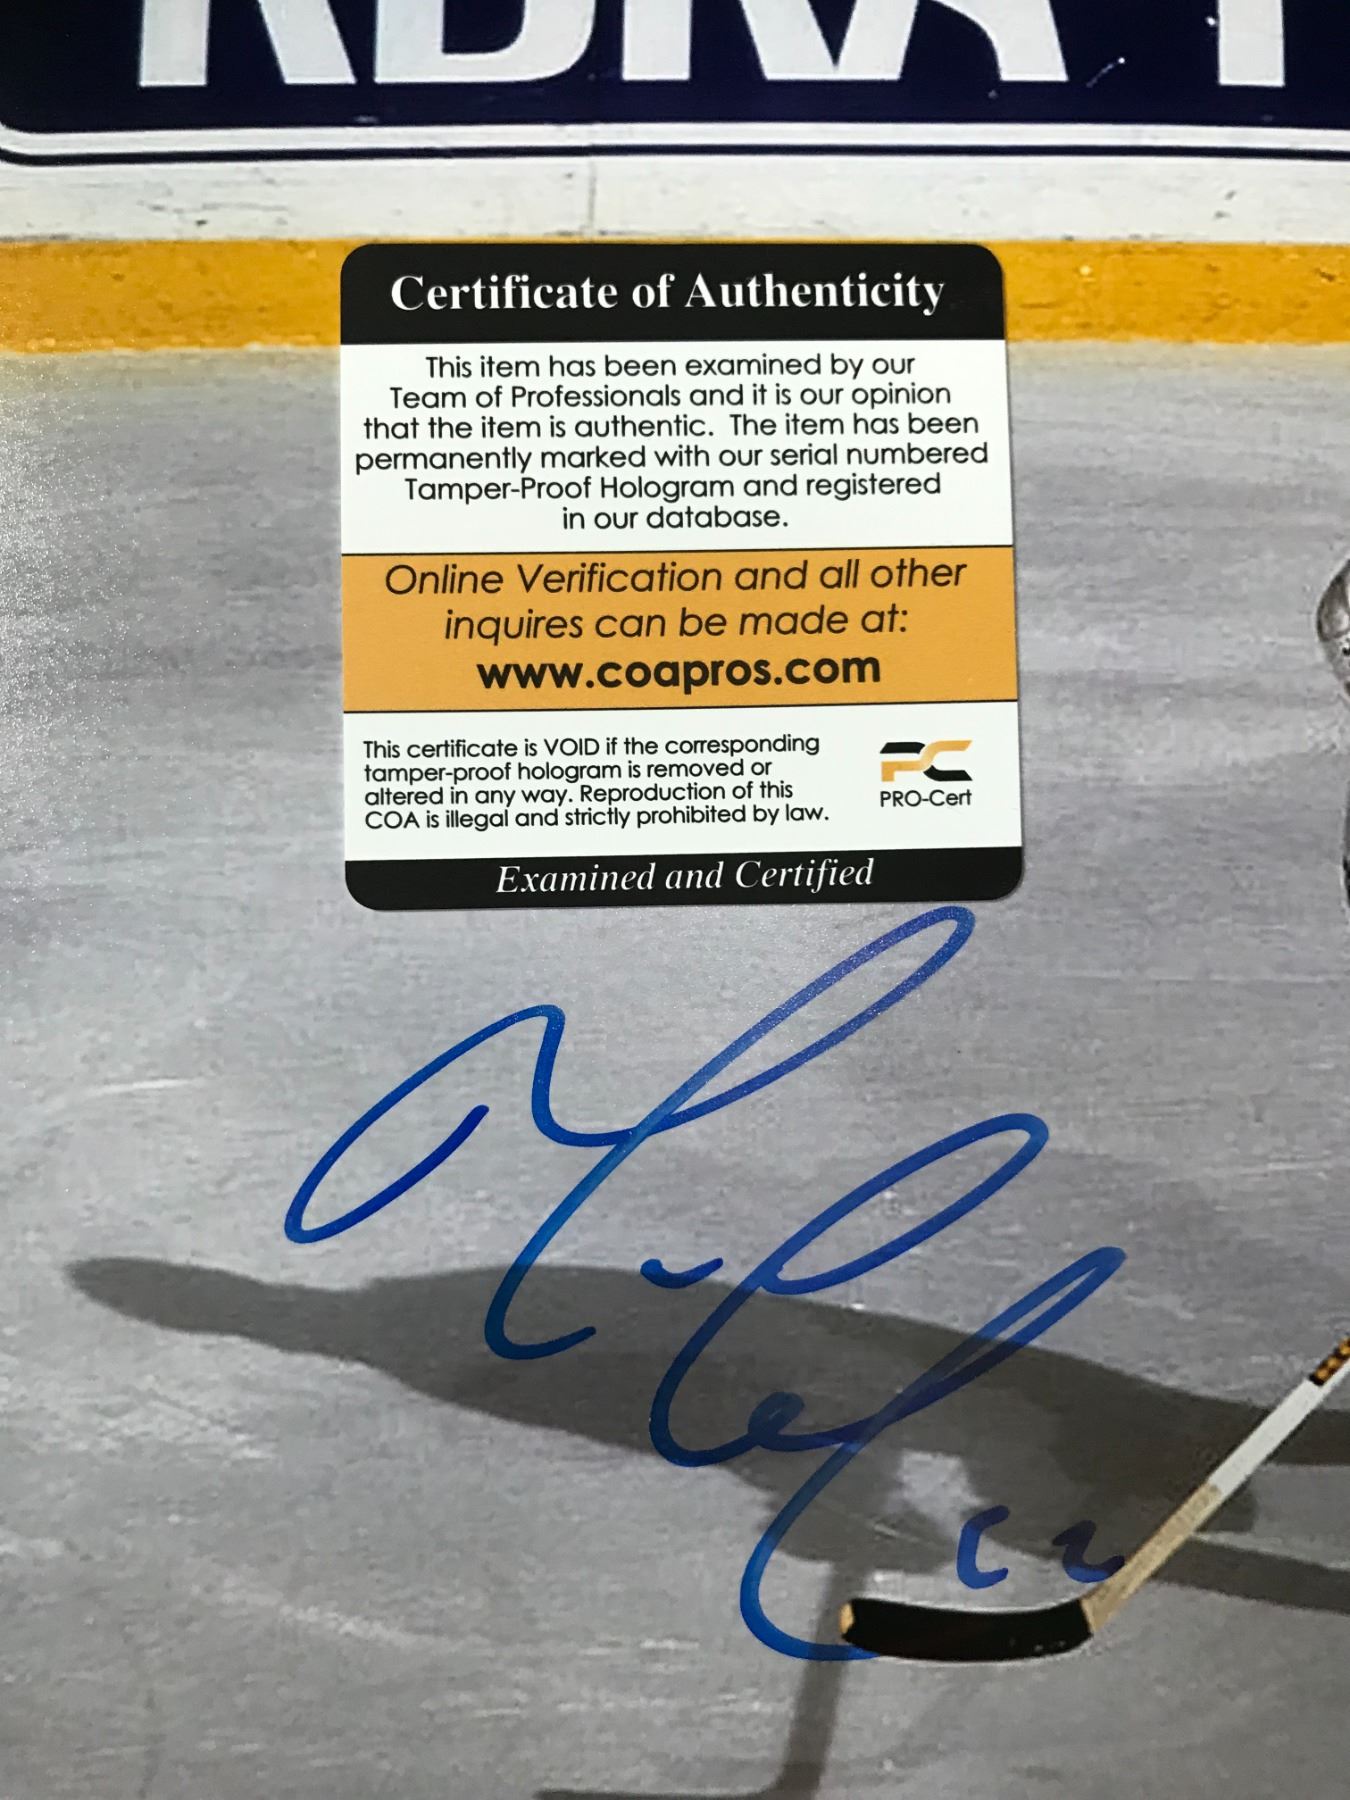 Certificate of Authenticity
This item has been examined by our
Team of Professionals and it is our opinion
that the item is authentic. The item has been
permanently marked with our serial numbered
Tamper-Proof Hologram and registered
in our database.
Online Verification and all other
inquires can be made at:
www.coapros.com
This certificate is VOID if the corresponding
tamper-proof hologram is removed or
altered in any way. Reproduction of this
COA is illegal and strictly prohibited by law.
PC
PRO-Cert
Examined and Certified